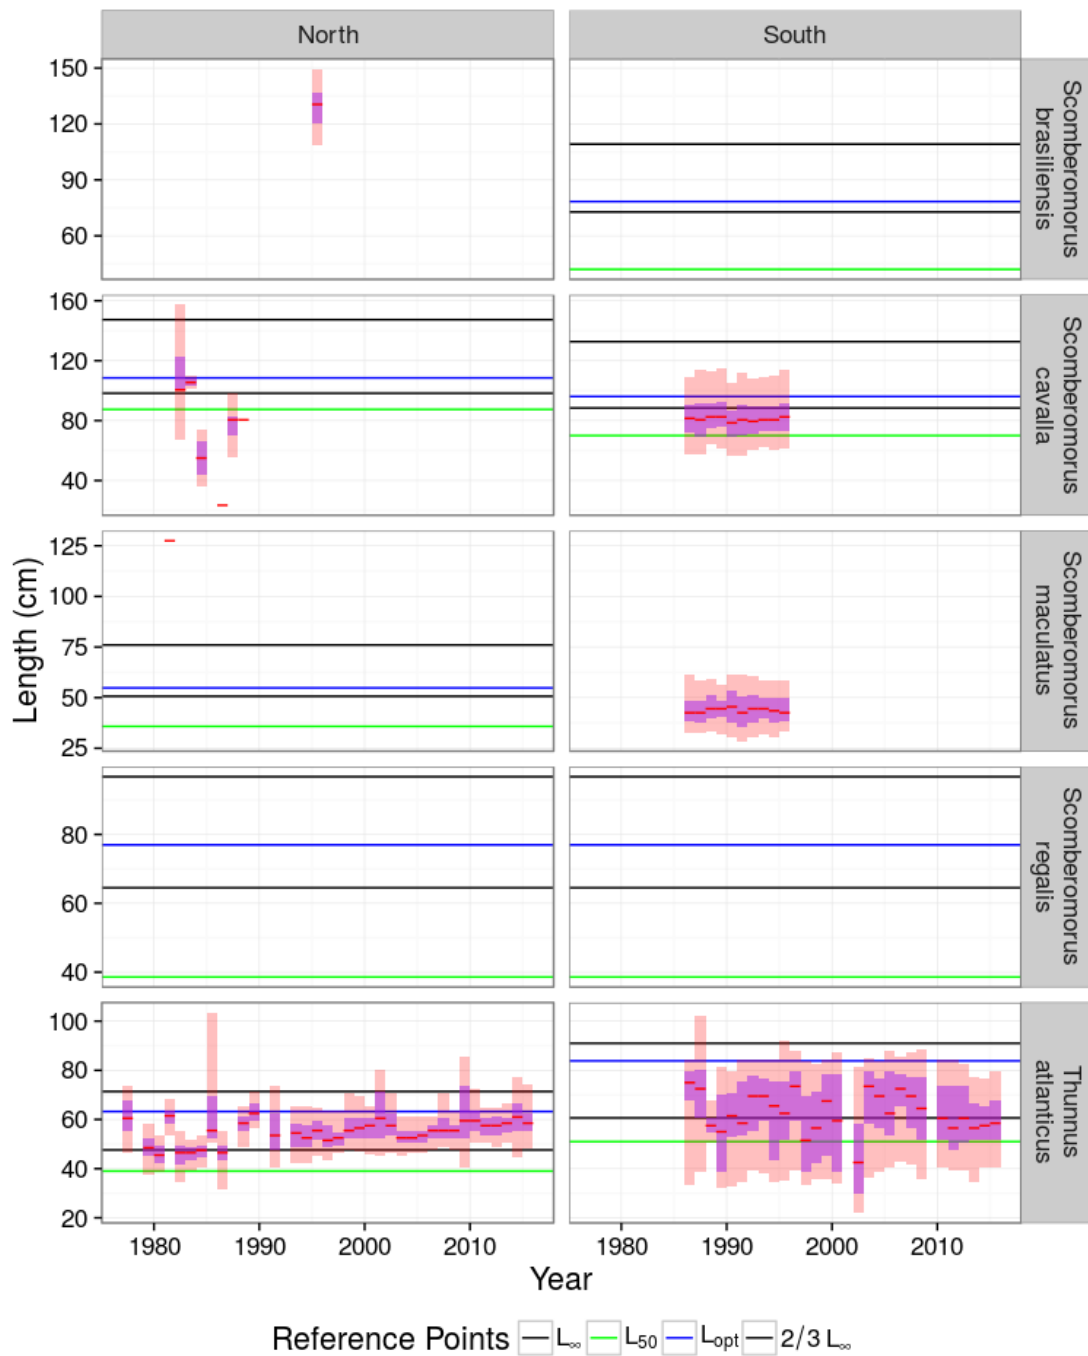 North
South
150
120
90
60
Scomberomorus
brasiliensis
160
120
80
40
Scomberomorus
cavalla
125
100
75
50
25
Scomberomorus
maculatus
80
60
40
Scomberomorus
regalis
100
80
60
40
20
Thunnus
atlanticus
Length (cm)
1980 1990 2000 2010 1980 1990 2000 2010
Year
Reference Points L∞ L50 Lopt 2/3 L∞